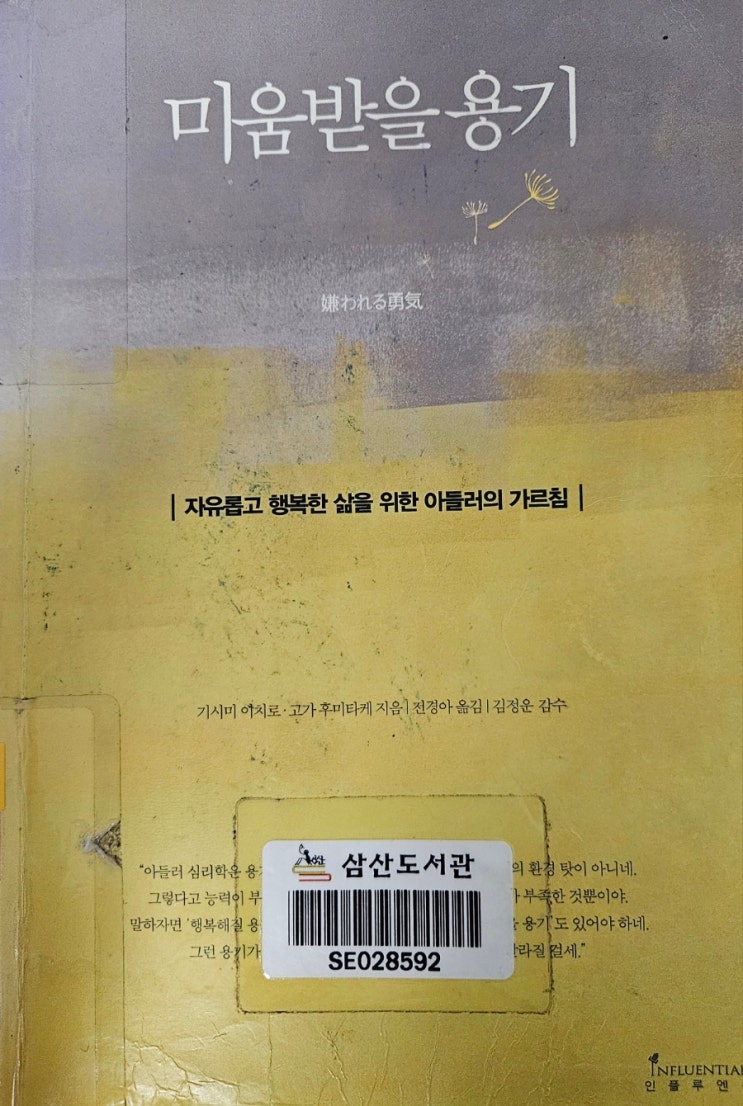 미움받을 용기
嫌われる勇気
| 자유롭고 행복한 삶을 위한 아들러의 가르침 |
기시미 이치로 · 고가 후미타케 지음 | 전경아 옮김 | 김정운 감수
삼산도서관
SE028592
“아들러 심리학은 용 의 환경 탓이 아니네.
그렇다고 능력이 부 부족한 것뿐이야.
말하자면 ‘행복해질 용 용기’도 있어야 하네.
그런 용기가 달라질 걸세.”
INFLUENTIAL
인플루엔